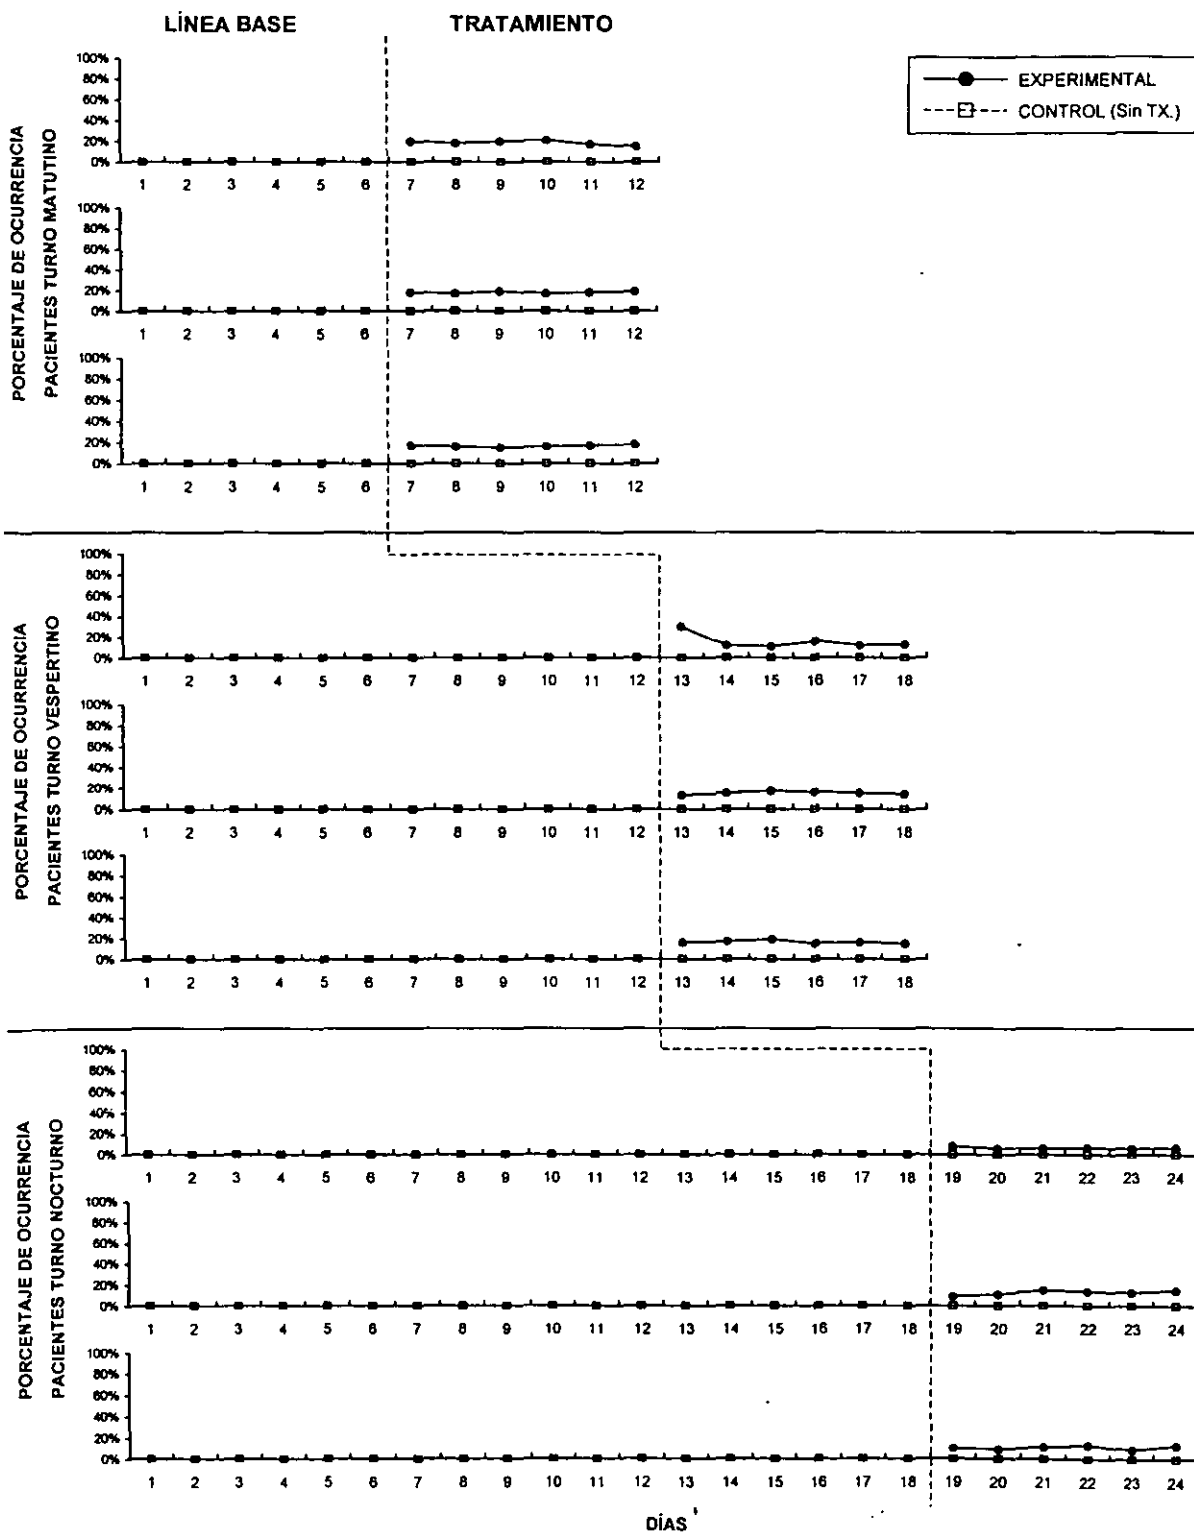 LÍNEA BASE TRATAMIENTO
EXPERIMENTAL
CONTROL (Sin TX.)
PORCENTAJE DE OCURRENCIA
PACIENTES TURNO MATUTINO
100%
80%
60%
40%
20%
0%
1 2 3 4 5 6 7 8 9 10 11 12
100%
80%
60%
40%
20%
0%
1 2 3 4 5 6 7 8 9 10 11 12
100%
80%
60%
40%
20%
0%
1 2 3 4 5 6 7 8 9 10 11 12
PORCENTAJE DE OCURRENCIA
PACIENTES TURNO VESPERTINO
100%
80%
60%
40%
20%
0%
1 2 3 4 5 6 7 8 9 10 11 12 13 14 15 16 17 18
100%
80%
60%
40%
20%
0%
1 2 3 4 5 6 7 8 9 10 11 12 13 14 15 16 17 18
100%
80%
60%
40%
20%
0%
1 2 3 4 5 6 7 8 9 10 11 12 13 14 15 16 17 18
PORCENTAJE DE OCURRENCIA
PACIENTES TURNO NOCTURNO
100%
80%
60%
40%
20%
0%
1 2 3 4 5 6 7 8 9 10 11 12 13 14 15 16 17 18 19 20 21 22 23 24
100%
80%
60%
40%
20%
0%
1 2 3 4 5 6 7 8 9 10 11 12 13 14 15 16 17 18 19 20 21 22 23 24
100%
80%
60%
40%
20%
0%
1 2 3 4 5 6 7 8 9 10 11 12 13 14 15 16 17 18 19 20 21 22 23 24
DÍAS